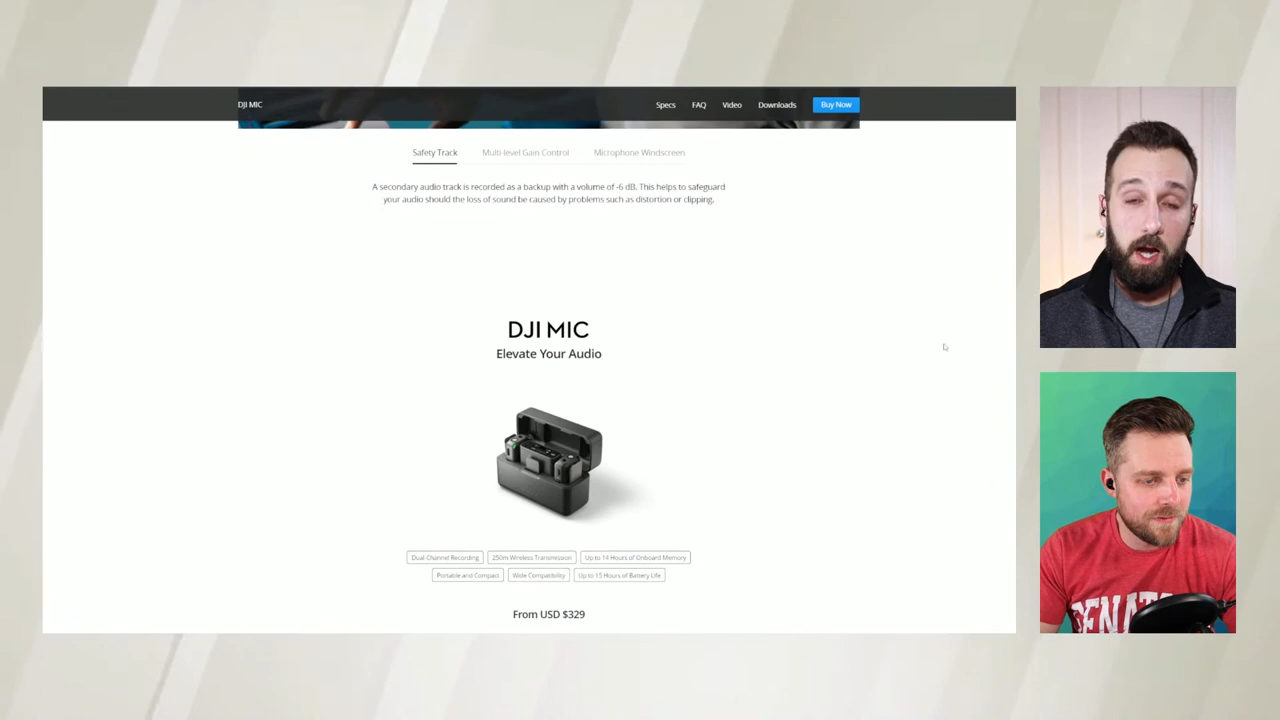 DJI MIC
Specs FAQ Video Downloads Buy Now
Safety Track Multi-level Gain Control Microphone Windscreen
A secondary audio track is recorded as a backup with a volume of -6 dB. This helps to safeguard
your audio should the loss of sound be caused by problems such as distortion or clipping.
DJI MIC
Elevate Your Audio
Dual-Channel Recording 250m Wireless Transmission Up to 14 Hours of Onboard Memory
Portable and Compact Wide Compatibility Up to 15 Hours of Battery Life
From USD $329